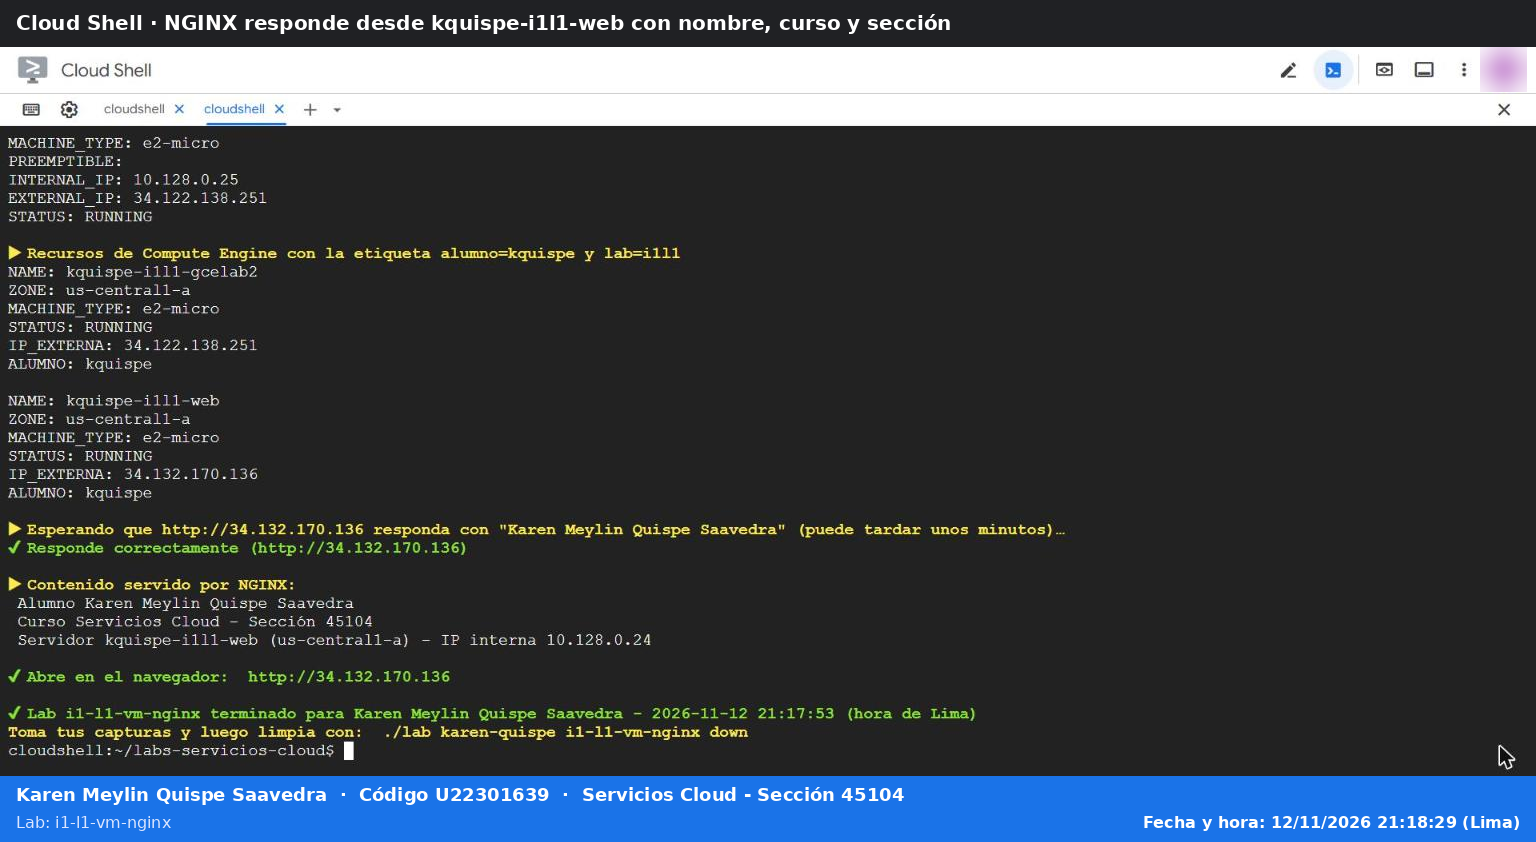 Cloud Shell · NGINX responde desde kquispe-i1l1-web con nombre, curso y sección
Cloud Shell
cloudshell
cloudshell
MACHINE_TYPE: e2-micro
PREEMPTIBLE:
INTERNAL_IP: 10.128.0.25
EXTERNAL_IP: 34.122.138.251
STATUS: RUNNING
▶ Recursos de Compute Engine con la etiqueta alumno=kquispe y lab=i1l1
NAME: kquispe-i1l1-gcelab2
ZONE: us-central1-a
MACHINE_TYPE: e2-micro
STATUS: RUNNING
IP_EXTERNA: 34.122.138.251
ALUMNO: kquispe
NAME: kquispe-i1l1-web
ZONE: us-central1-a
MACHINE_TYPE: e2-micro
STATUS: RUNNING
IP_EXTERNA: 34.132.170.136
ALUMNO: kquispe
▶ Esperando que http://34.132.170.136 responda con "Karen Meylin Quispe Saavedra" (puede tardar unos minutos)…
✔ Responde correctamente (http://34.132.170.136)
▶ Contenido servido por NGINX:
Alumno Karen Meylin Quispe Saavedra
Curso Servicios Cloud - Sección 45104
Servidor kquispe-i1l1-web (us-central1-a) - IP interna 10.128.0.24
✔ Abre en el navegador:  http://34.132.170.136
✔ Lab i1-l1-vm-nginx terminado para Karen Meylin Quispe Saavedra - 2026-11-12 21:17:53 (hora de Lima)
Toma tus capturas y luego limpia con:  ./lab karen-quispe i1-l1-vm-nginx down
cloudshell:~/labs-servicios-cloud$
Karen Meylin Quispe Saavedra · Código U22301639 · Servicios Cloud - Sección 45104
Lab: i1-l1-vm-nginx
Fecha y hora: 12/11/2026 21:18:29 (Lima)